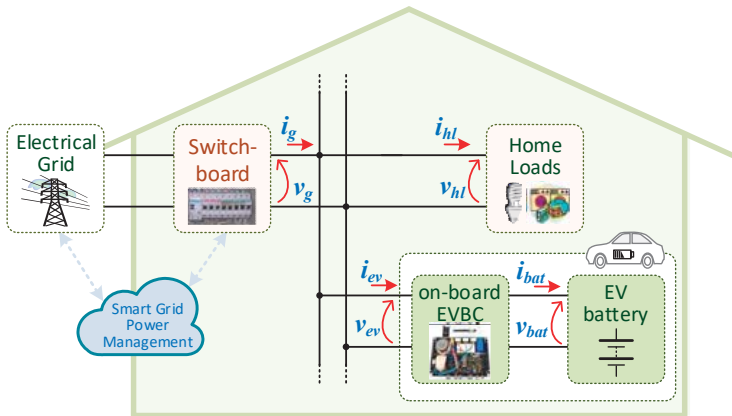 Electrical
Grid
Switch-
board
i_g
v_g
i_hl
v_hl
Home
Loads
Smart Grid
Power
Management
i_ev
v_ev
on-board
EVBC
i_bat
v_bat
EV
battery